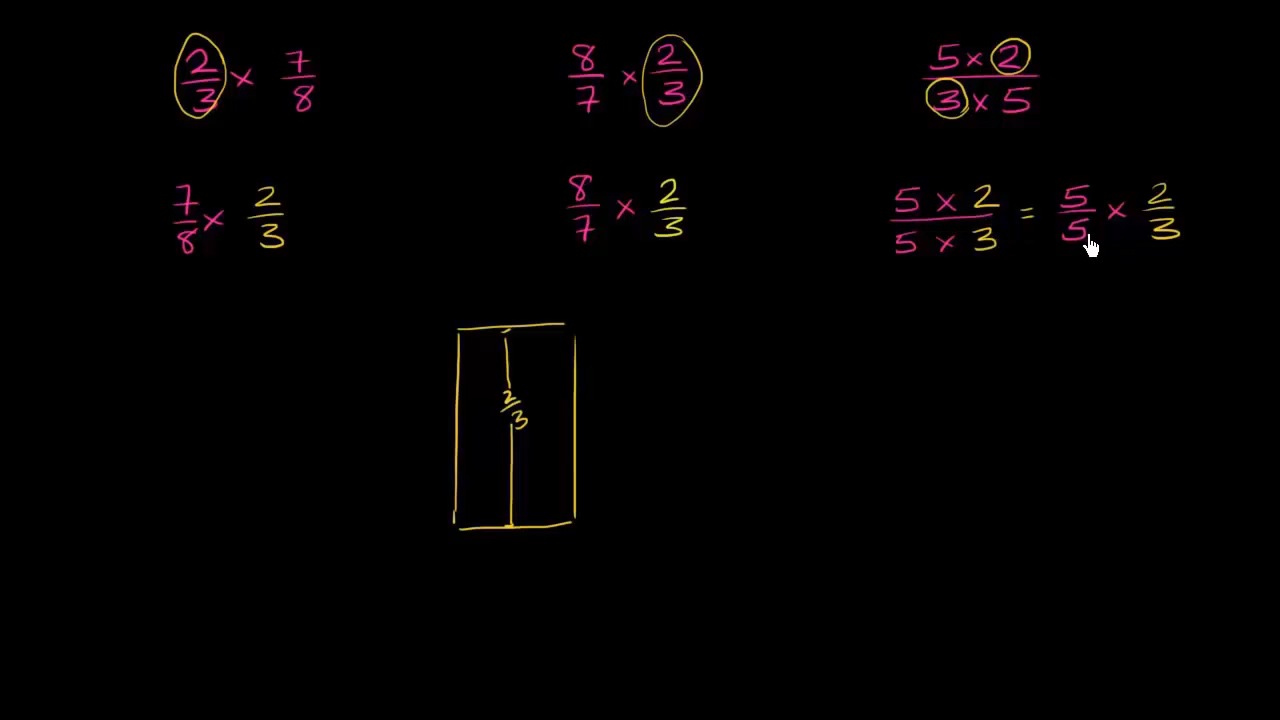 2/3 × 7/8
8/7 × 2/3
5 × 2 / 3 × 5
7/8 × 2/3
8/7 × 2/3
5 × 2 / 5 × 3 = 5/5 × 2/3
2/3